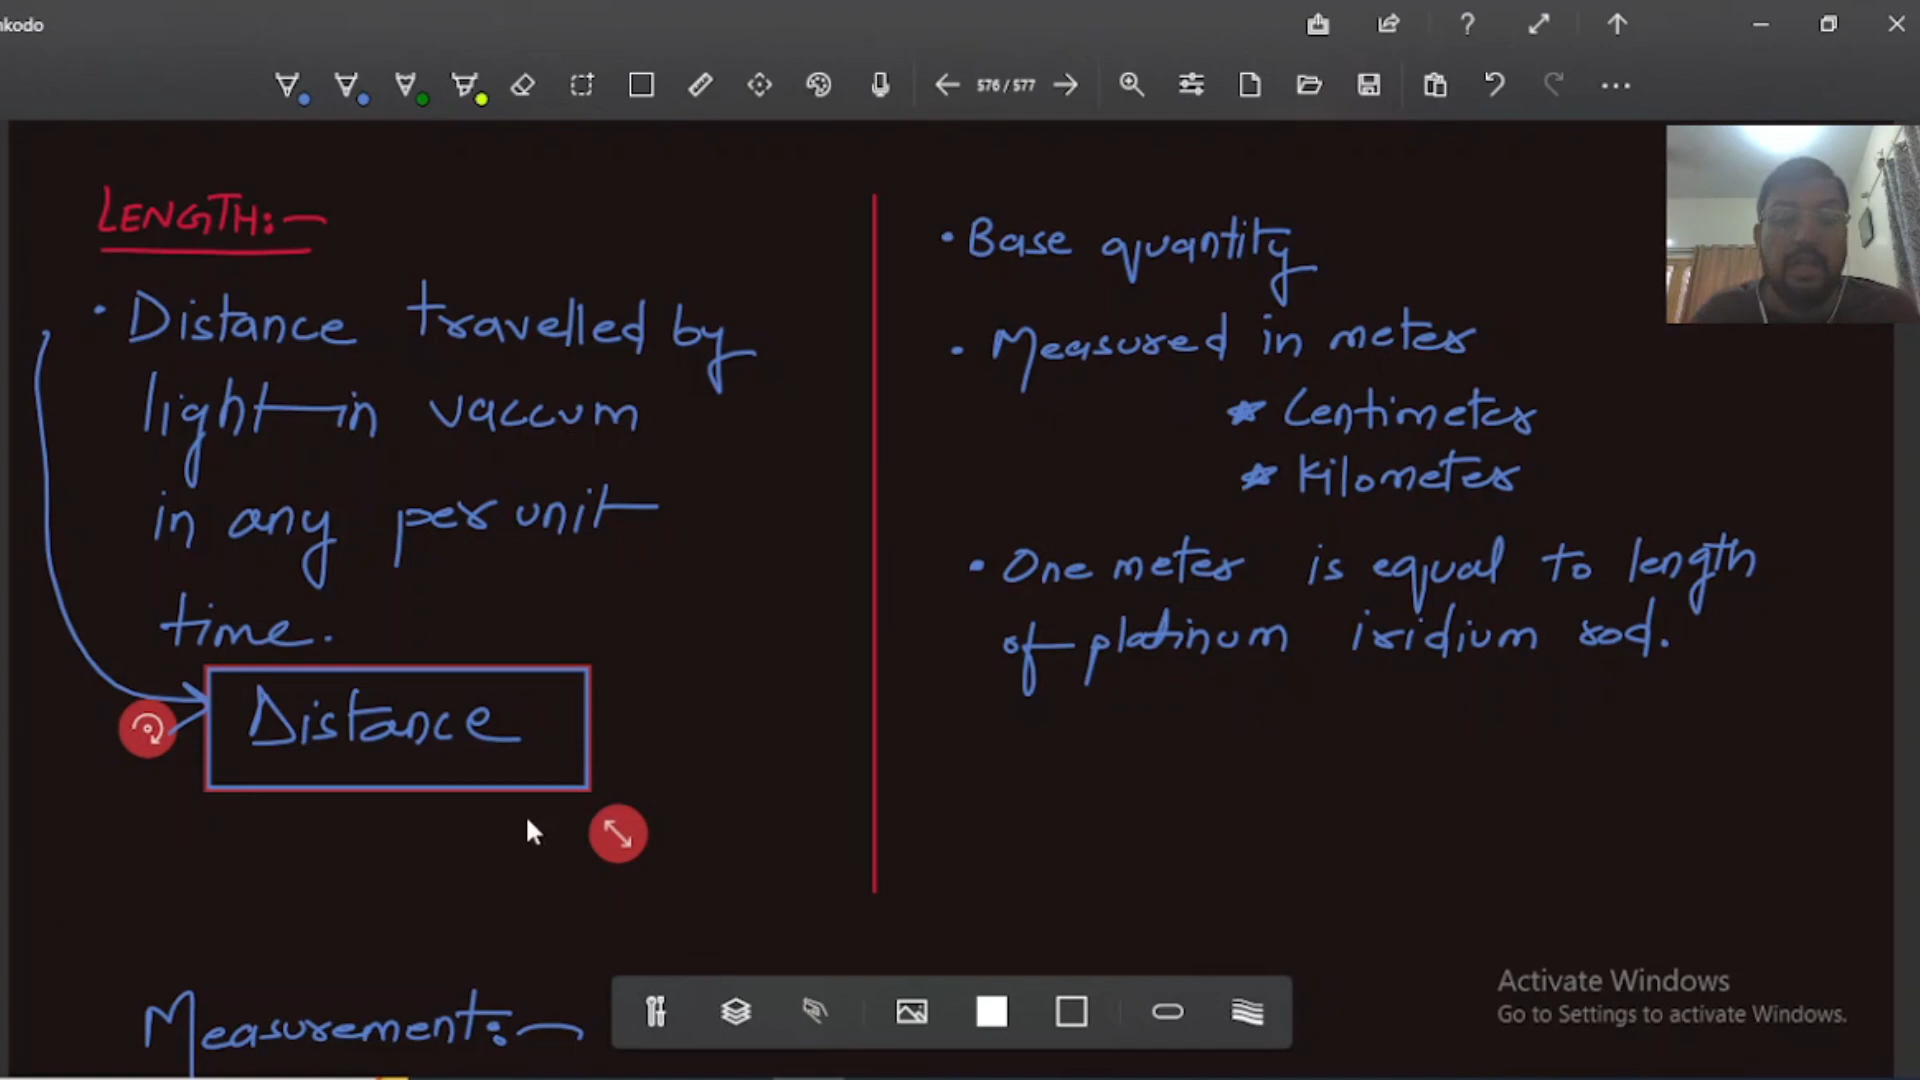 nkodo
576 / 577
LENGTH:-
• Distance travelled by
light in vaccum
in any per unit
time.
Distance
• Base quantity
• Measured in meter
* Centimeter
* Kilometer
• One meter is equal to length
of platinum iridium rod.
Measurement:-
Activate Windows
Go to Settings to activate Windows.